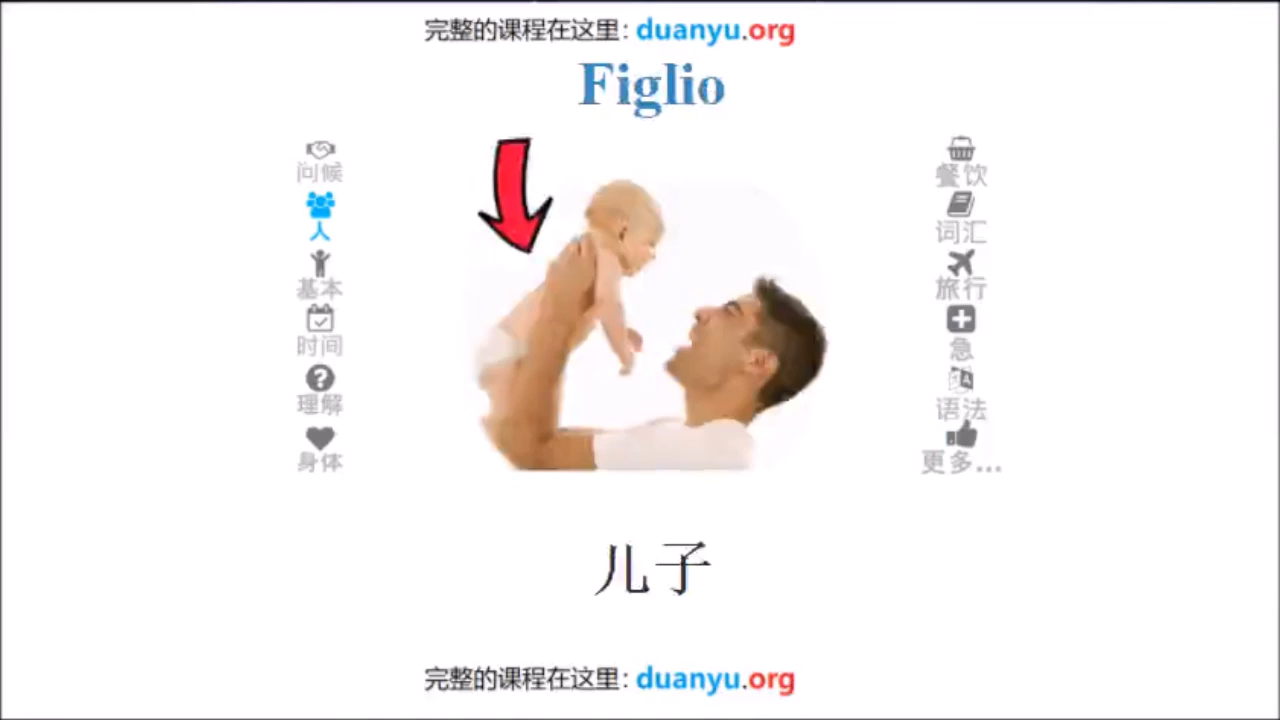 完整的课程在这里：duanyu.org
Figlio
问候
人
基本
时间
理解
身体
餐饮
词汇
旅行
急
语法
更多...
儿子
完整的课程在这里：duanyu.org